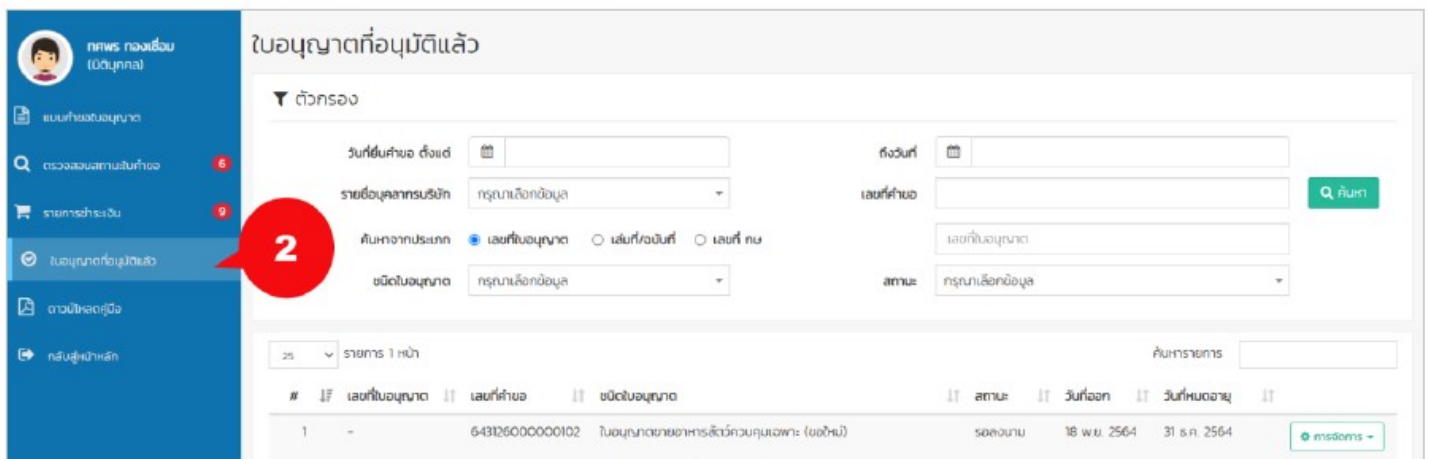 ทศพร ทองเชื่อม
(นิติบุคคล)
แบบคำขอใบอนุญาต
ตรวจสอบสถานะใบคำขอ 6
รายการชำระเงิน 9
ใบอนุญาตที่อนุมัติแล้ว
ดาวน์โหลดคู่มือ
กลับสู่หน้าหลัก
2
ใบอนุญาตที่อนุมัติแล้ว
ตัวกรอง
วันที่ยื่นคำขอ ตั้งแต่ ถึงวันที่
รายชื่อบุคลากรบริษัท กรุณาเลือกข้อมูล เลขที่คำขอ ค้นหา
ค้นหาจากประเภท เลขที่ใบอนุญาต เล่มที่/ฉบับที่ เลขที่ กษ เลขที่ใบอนุญาต
ชนิดใบอนุญาต กรุณาเลือกข้อมูล สถานะ กรุณาเลือกข้อมูล
25 รายการ 1 หน้า ค้นหารายการ
# เลขที่ใบอนุญาต เลขที่คำขอ ชนิดใบอนุญาต สถานะ วันที่ออก วันที่หมดอายุ
1 - 643126000000102 ใบอนุญาตขายอาหารสัตว์ควบคุมเฉพาะ (ขอใหม่) รอลงนาม 18 พ.ย. 2564 31 ธ.ค. 2564 การจัดการ